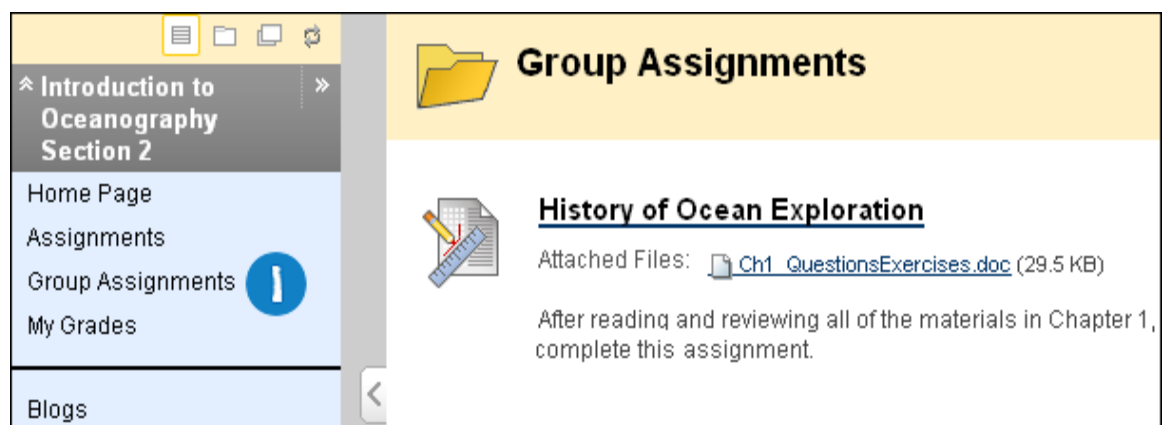 Introduction to
Oceanography
Section 2
Home Page
Assignments
Group Assignments
1
My Grades
Blogs
Group Assignments
History of Ocean Exploration
Attached Files: Ch1_QuestionsExercises.doc (29.5 KB)
After reading and reviewing all of the materials in Chapter 1,
complete this assignment.